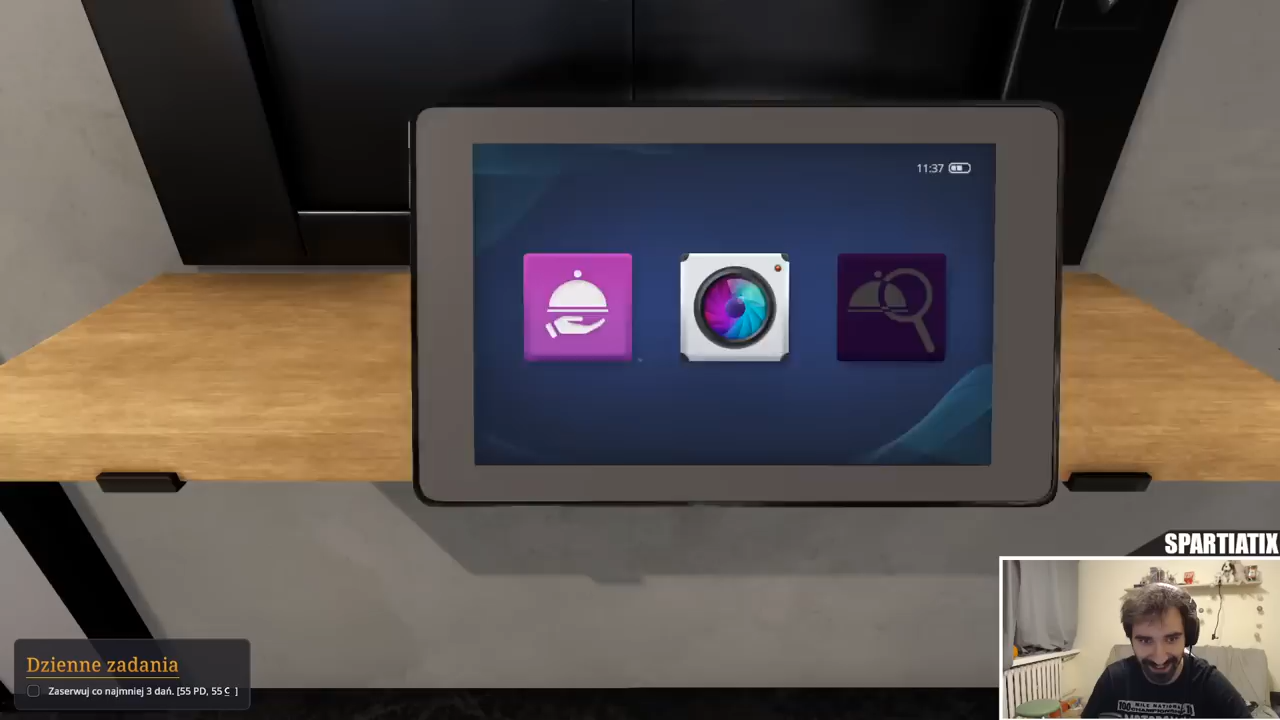 11:37
SPARTIATIX
Dzienne zadania
Zaserwuj co najmniej 3 dań. [55 PD, 55 € ]